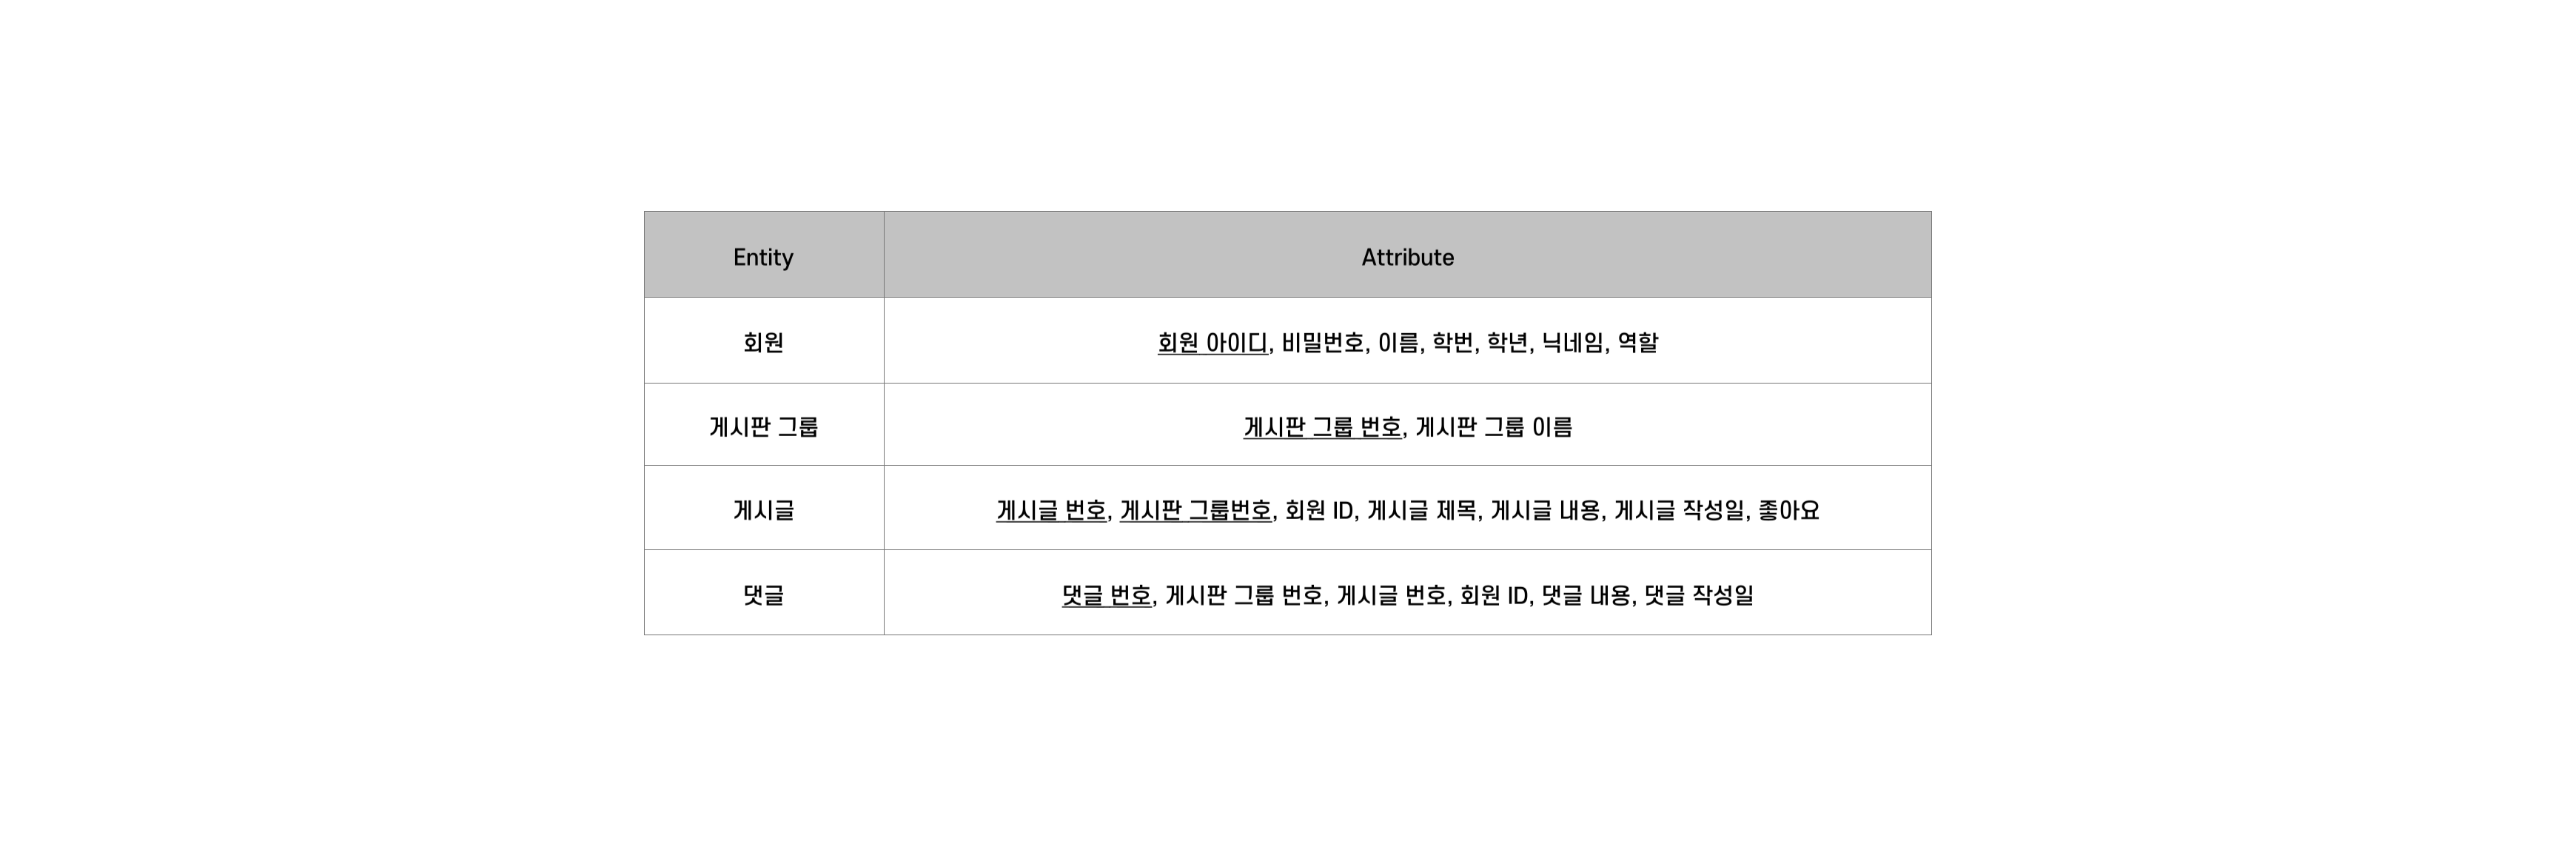 Entity
Attribute
회원
회원 아이디, 비밀번호, 이름, 학번, 학년, 닉네임, 역할
게시판 그룹
게시판 그룹 번호, 게시판 그룹 이름
게시글
게시글 번호, 게시판 그룹번호, 회원 ID, 게시글 제목, 게시글 내용, 게시글 작성일, 좋아요
댓글
댓글 번호, 게시판 그룹 번호, 게시글 번호, 회원 ID, 댓글 내용, 댓글 작성일